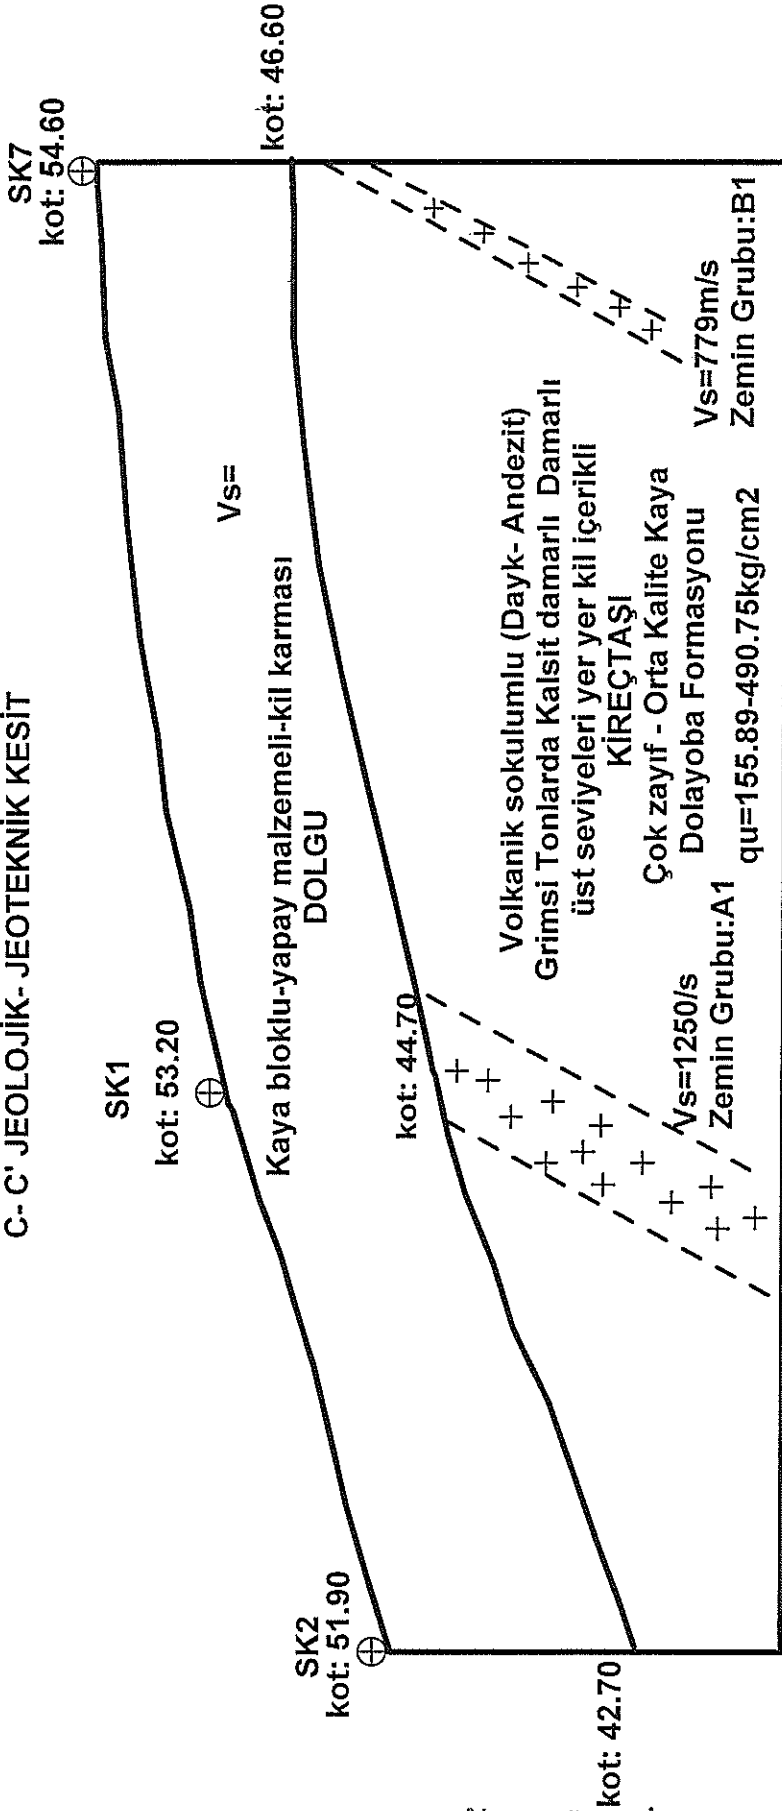 C- C' JEOLOJİK- JEOTEKNİK KESİT
SK2
kot: 51.90
SK1
kot: 53.20
SK7
kot: 54.60
kot: 46.60
Vs=
Kaya bloklu-yapay malzemeli-kil karması
DOLGU
kot: 44.70
kot: 42.70
Volkanik sokulumlu (Dayk- Andezit)
Grimsi Tonlarda Kalsit damarlı Damarlı
üst seviyeleri yer yer kil içerikli
KİREÇTAŞI
Çok zayıf - Orta Kalite Kaya
Dolayoba Formasyonu
qu=155.89-490.75kg/cm2
Vs=1250/s
Zemin Grubu:A1
Vs=779m/s
Zemin Grubu:B1